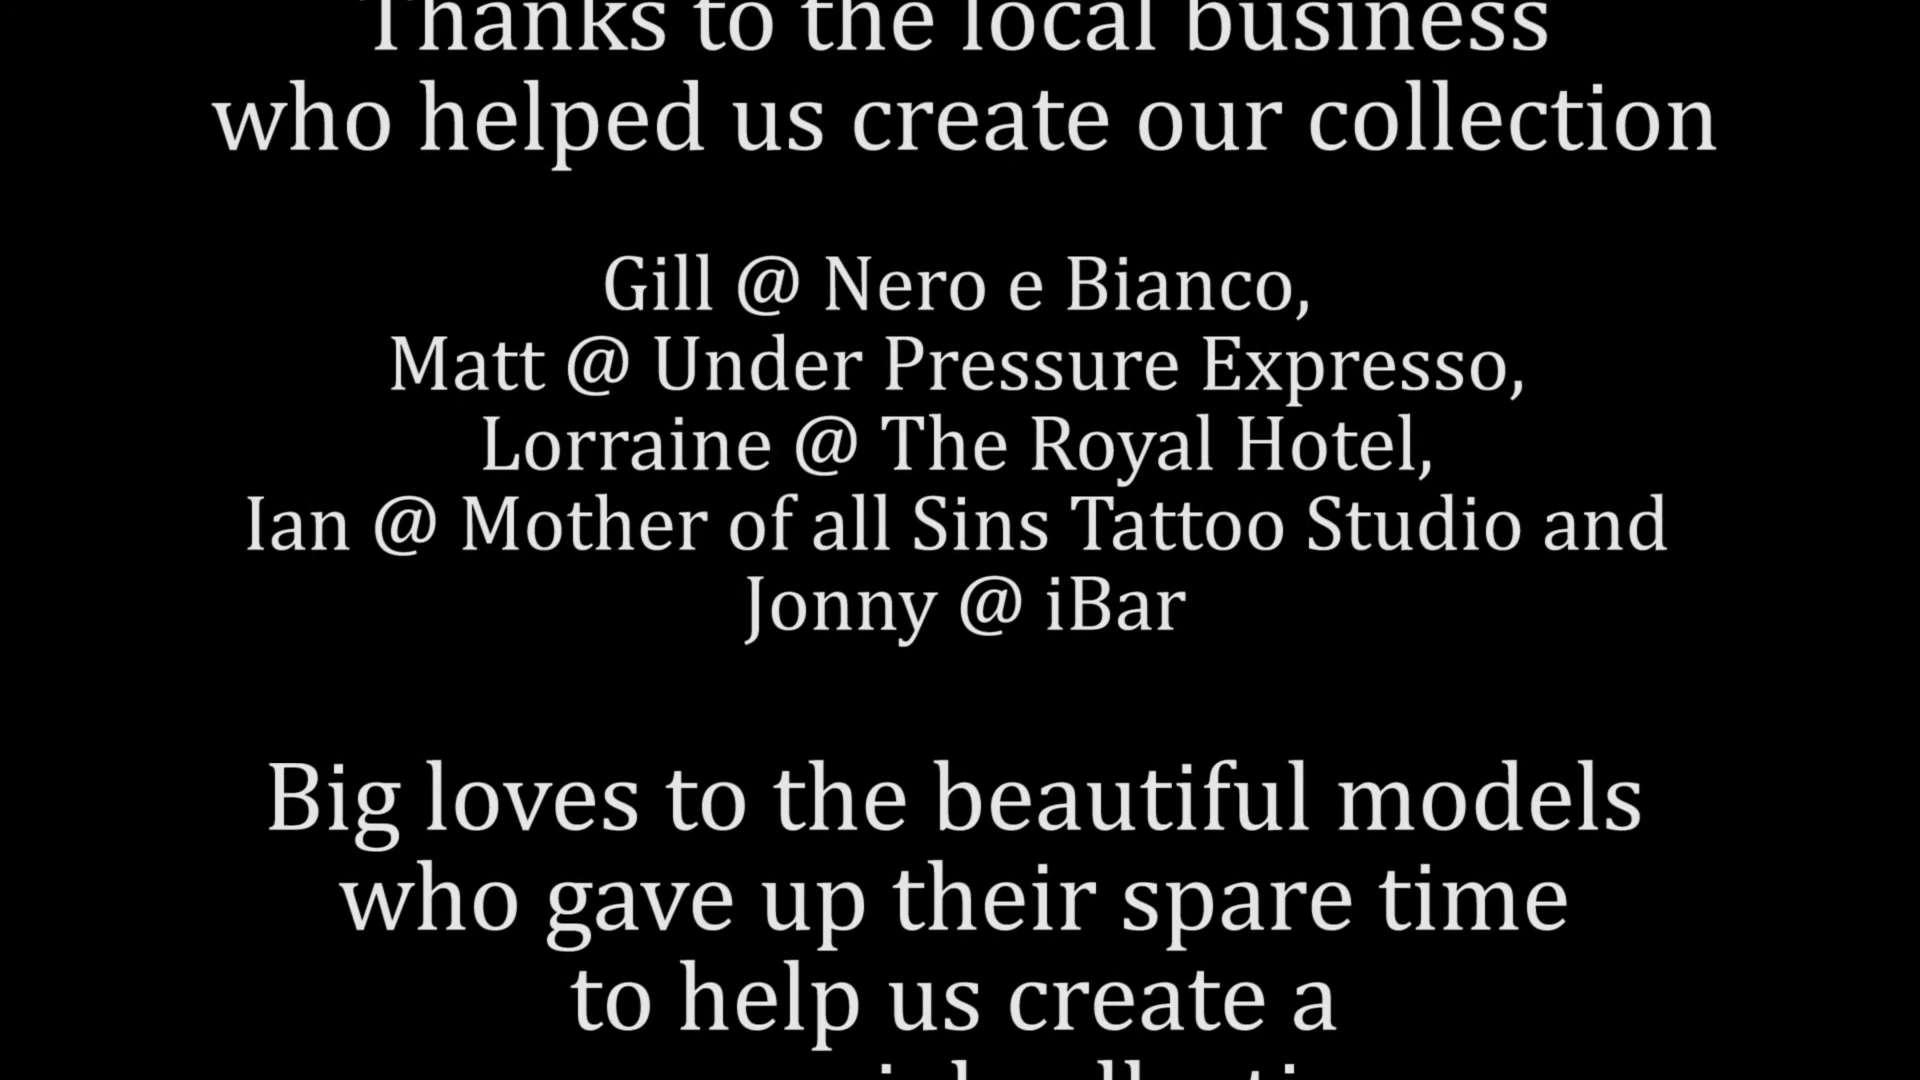 Thanks to the local business
who helped us create our collection
Gill @ Nero e Bianco,
Matt @ Under Pressure Expresso,
Lorraine @ The Royal Hotel,
Ian @ Mother of all Sins Tattoo Studio and
Jonny @ iBar
Big loves to the beautiful models
who gave up their spare time
to help us create a